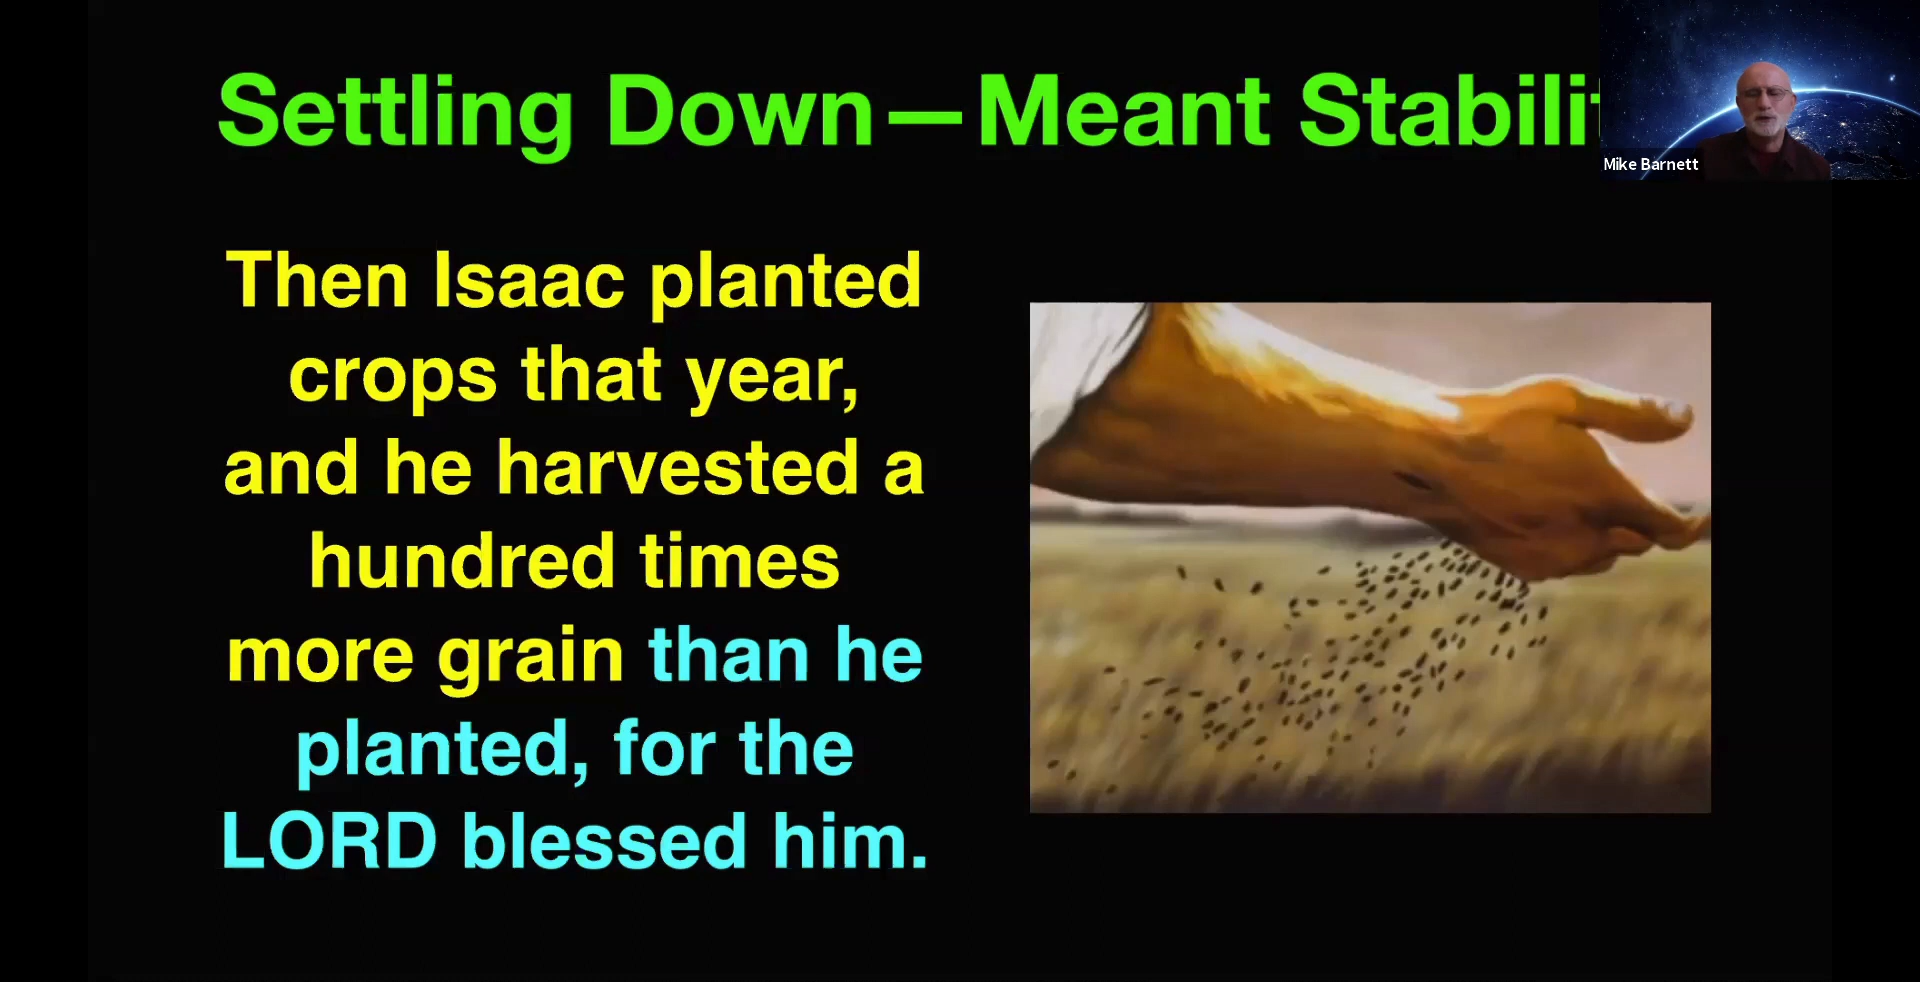 Settling Down—Meant Stabilit
Mike Barnett
Then Isaac planted
crops that year,
and he harvested a
hundred times
more grain than he
planted, for the
LORD blessed him.